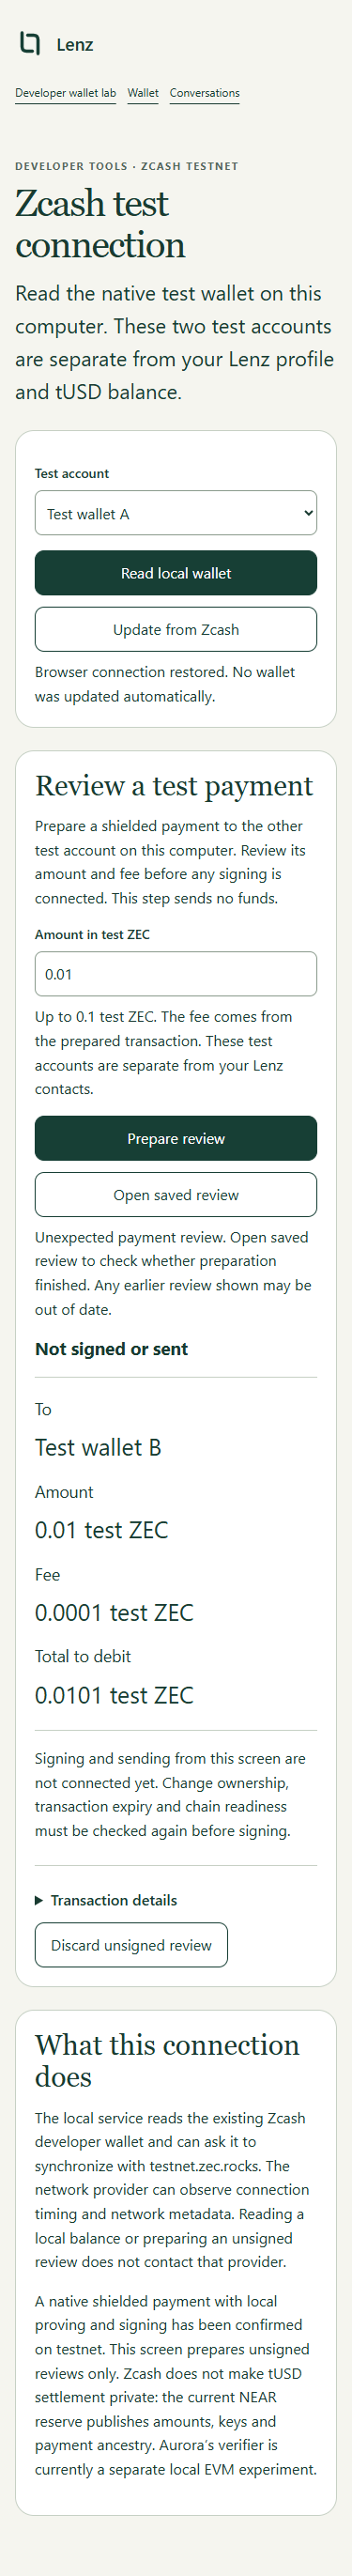 Lenz
Developer wallet lab Wallet Conversations
DEVELOPER TOOLS · ZCASH TESTNET
Zcash test
connection
Read the native test wallet on this
computer. These two test accounts
are separate from your Lenz profile
and tUSD balance.
Test account
Test wallet A
Read local wallet
Update from Zcash
Browser connection restored. No wallet
was updated automatically.
Review a test payment
Prepare a shielded payment to the other
test account on this computer. Review its
amount and fee before any signing is
connected. This step sends no funds.
Amount in test ZEC
0.01
Up to 0.1 test ZEC. The fee comes from
the prepared transaction. These test
accounts are separate from your Lenz
contacts.
Prepare review
Open saved review
Unexpected payment review. Open saved
review to check whether preparation
finished. Any earlier review shown may be
out of date.
Not signed or sent
To
Test wallet B
Amount
0.01 test ZEC
Fee
0.0001 test ZEC
Total to debit
0.0101 test ZEC
Signing and sending from this screen are
not connected yet. Change ownership,
transaction expiry and chain readiness
must be checked again before signing.
Transaction details
Discard unsigned review
What this connection
does
The local service reads the existing Zcash
developer wallet and can ask it to
synchronize with testnet.zec.rocks. The
network provider can observe connection
timing and network metadata. Reading a
local balance or preparing an unsigned
review does not contact that provider.
A native shielded payment with local
proving and signing has been confirmed
on testnet. This screen prepares unsigned
reviews only. Zcash does not make tUSD
settlement private: the current NEAR
reserve publishes amounts, keys and
payment ancestry. Aurora's verifier is
currently a separate local EVM experiment.